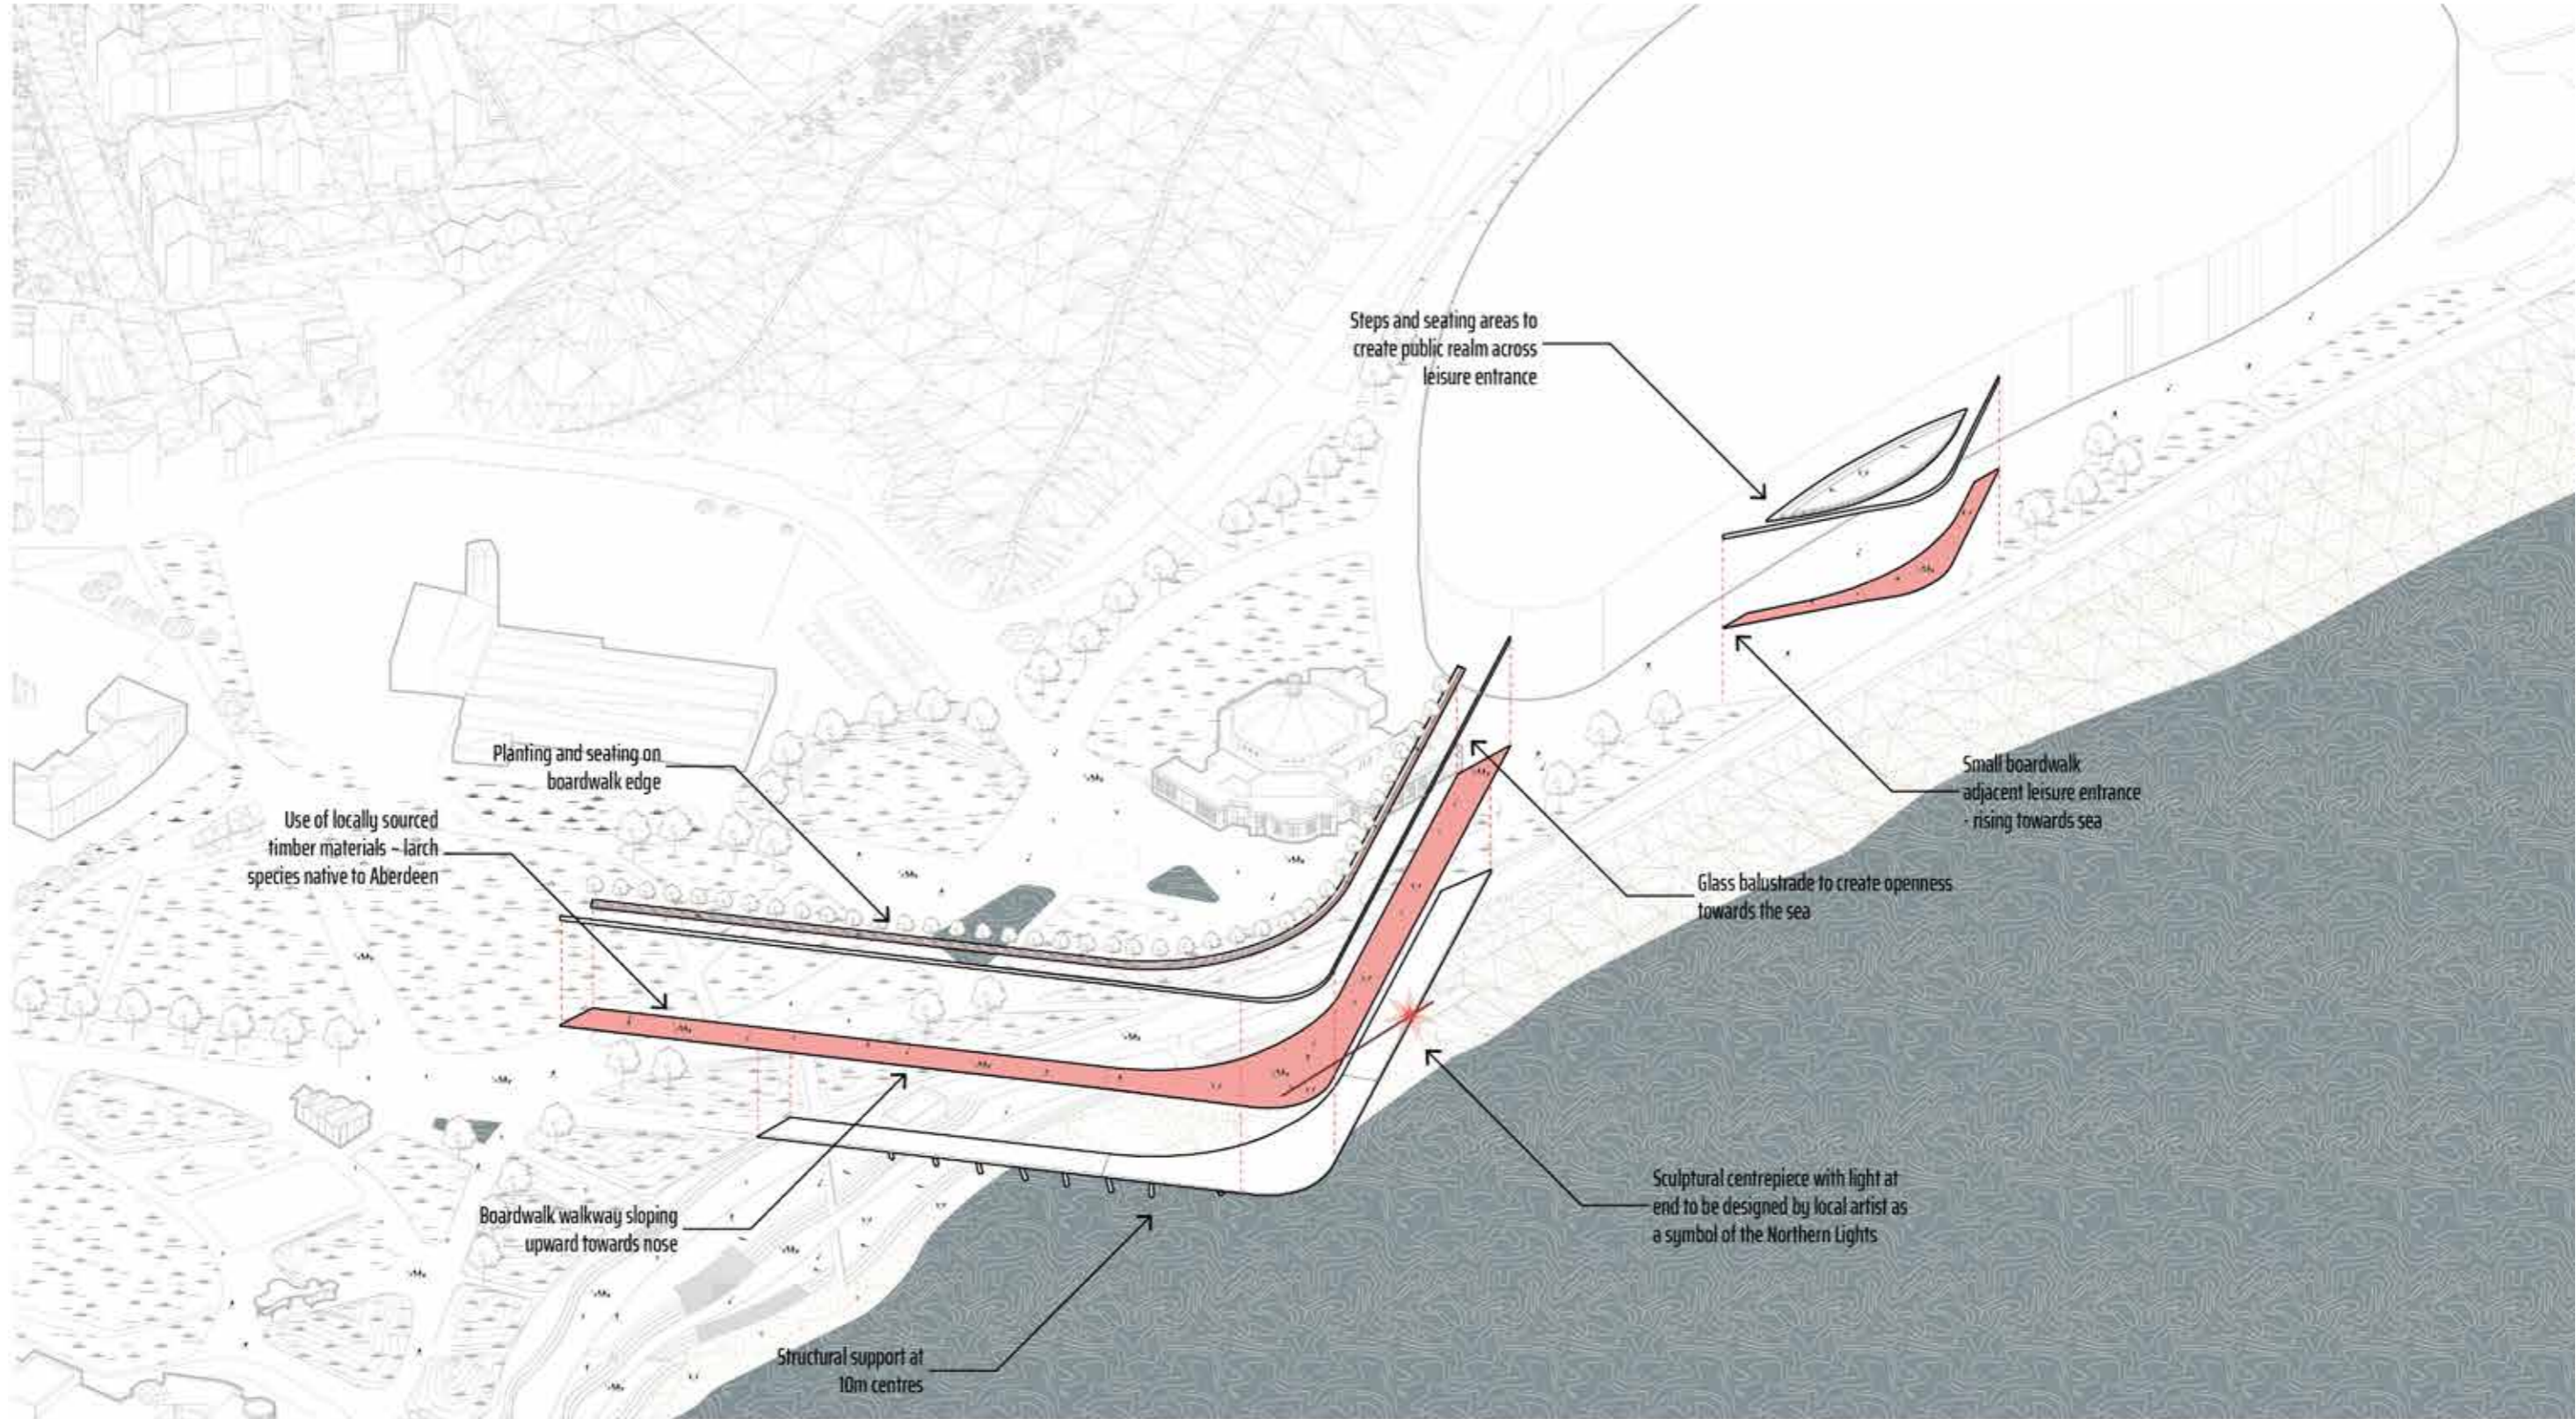 Steps and seating areas to
create public realm across
leisure entrance
Planting and seating on
boardwalk edge
Use of locally sourced
timber materials - larch
species native to Aberdeen
Small boardwalk
adjacent leisure entrance
- rising towards sea
Glass balustrade to create openness
towards the sea
Boardwalk walkway sloping
upward towards nose
Sculptural centrepiece with light at
end to be designed by local artist as
a symbol of the Northern Lights
Structural support at
10m centres